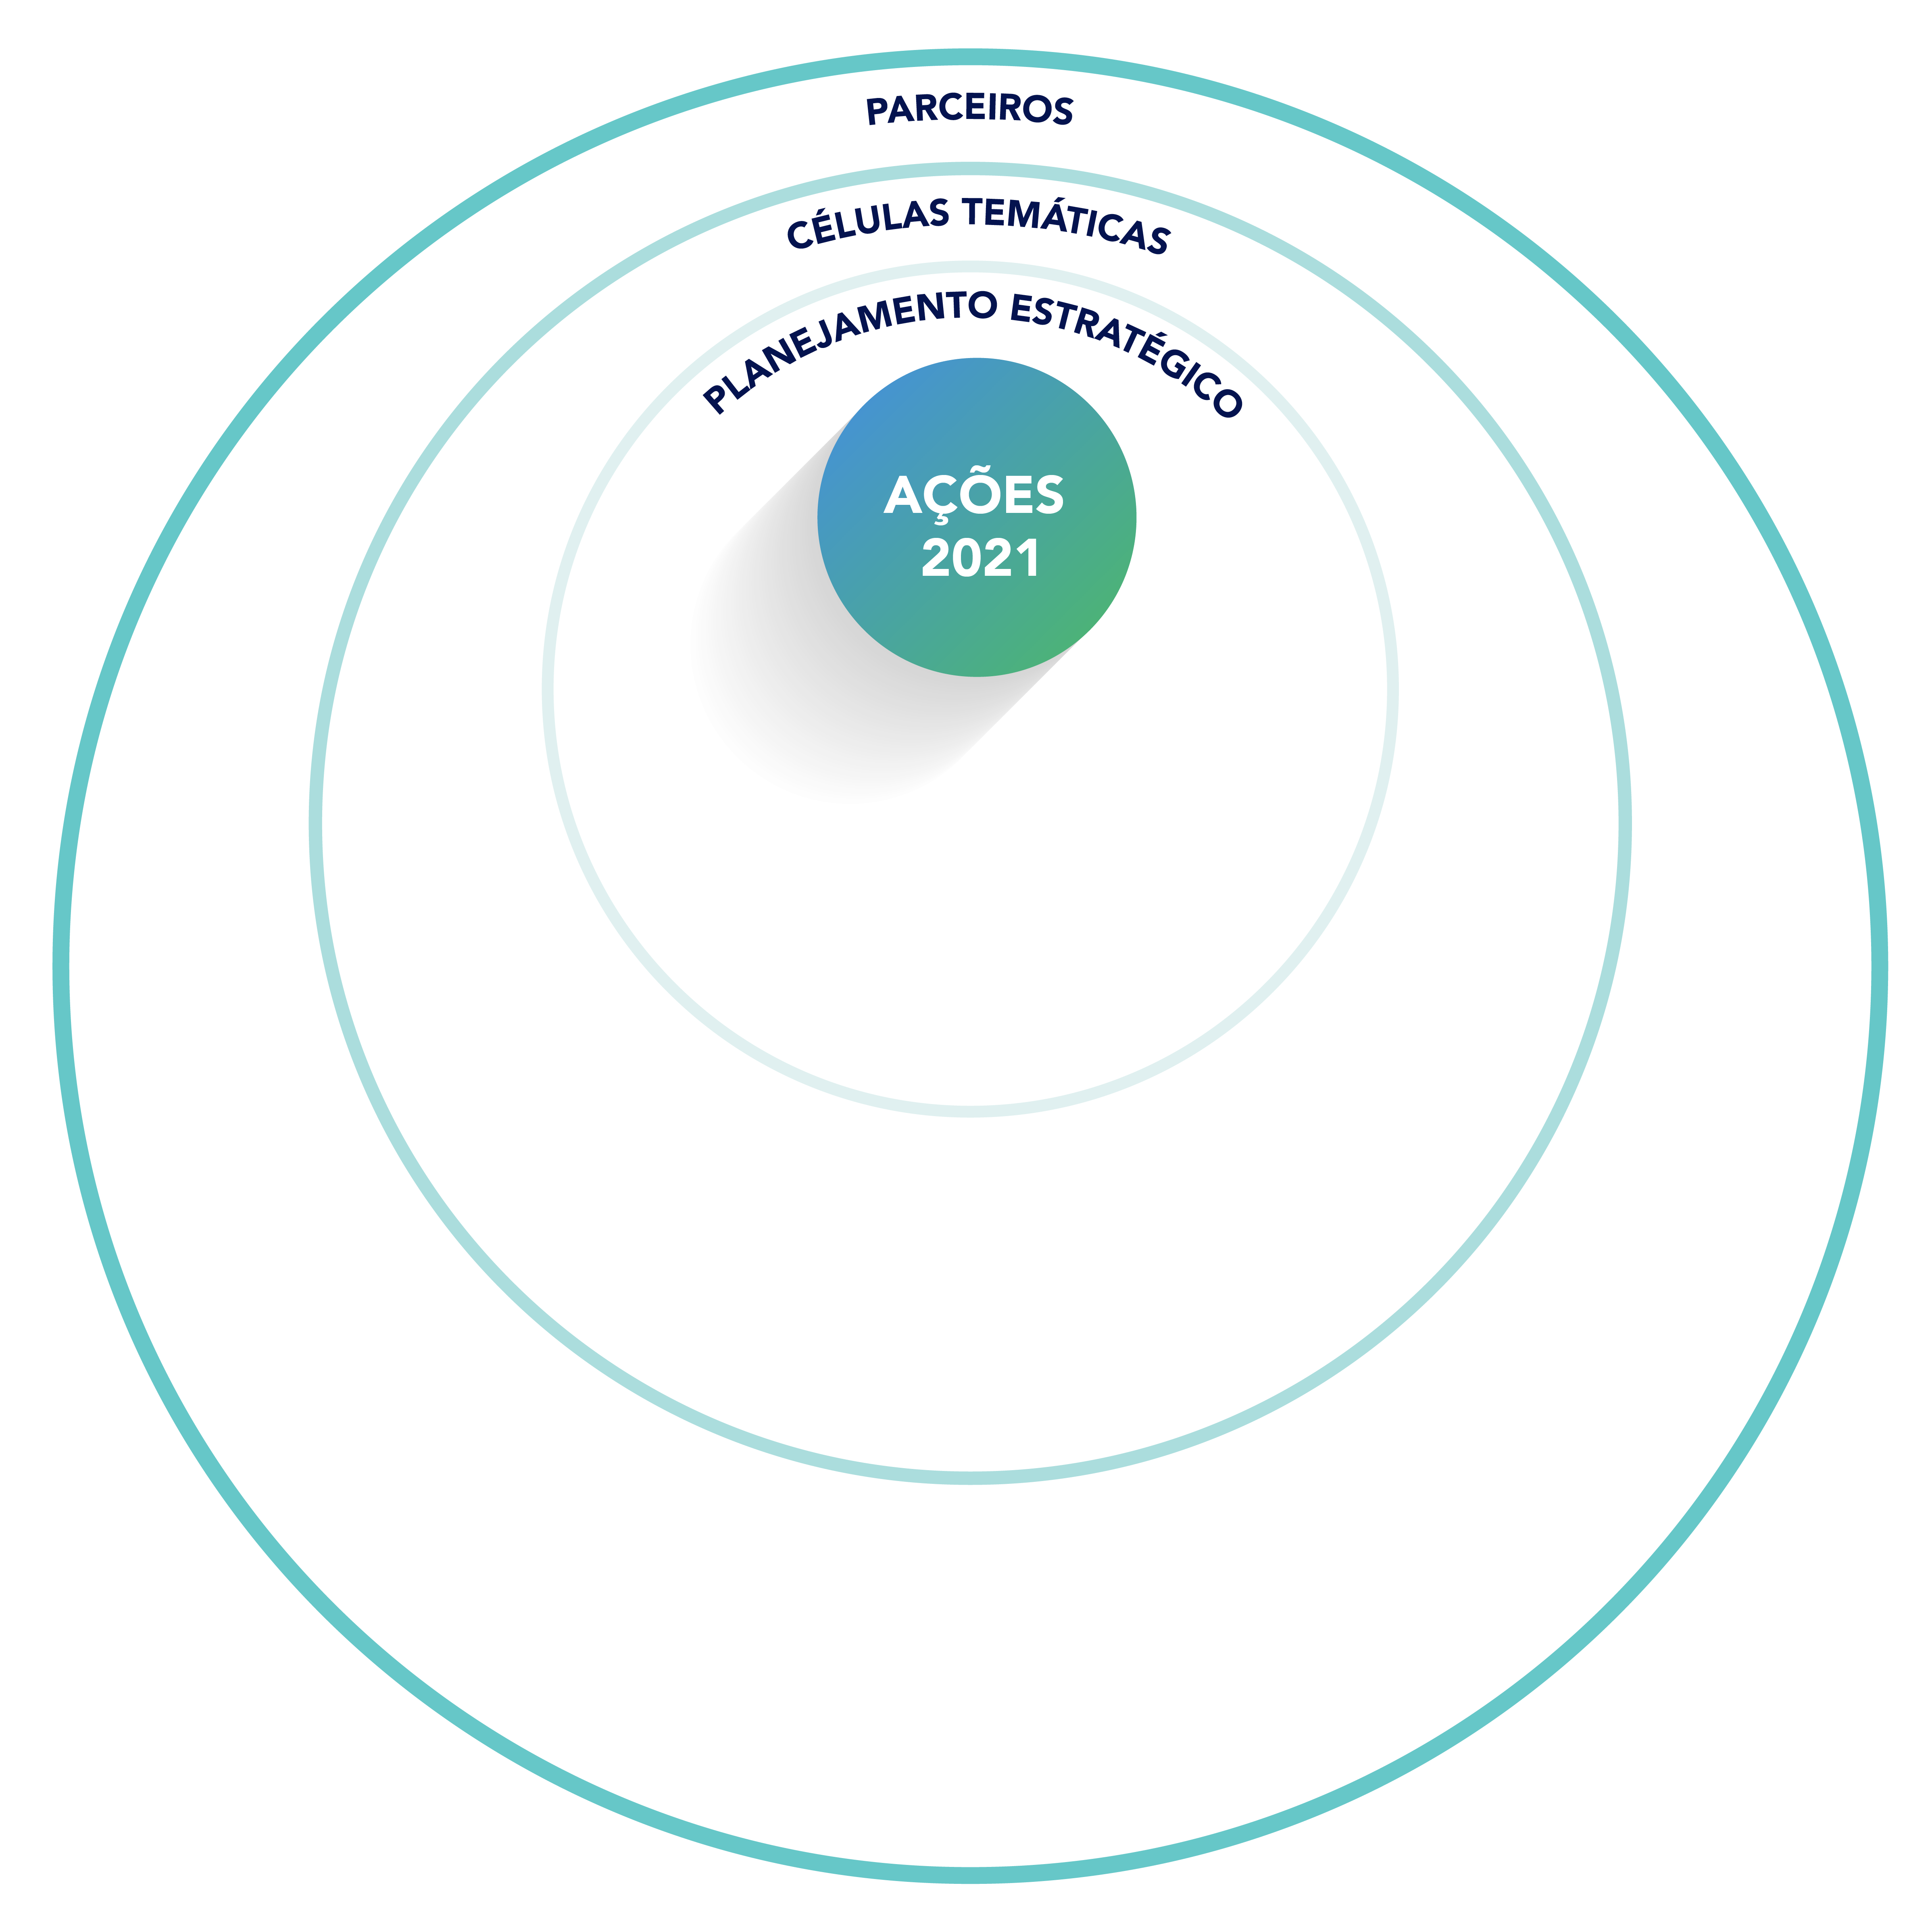 PARCEIROS
CÉLULAS TEMÁTICAS
PLANEJAMENTO ESTRATÉGICO
AÇÕES
2021